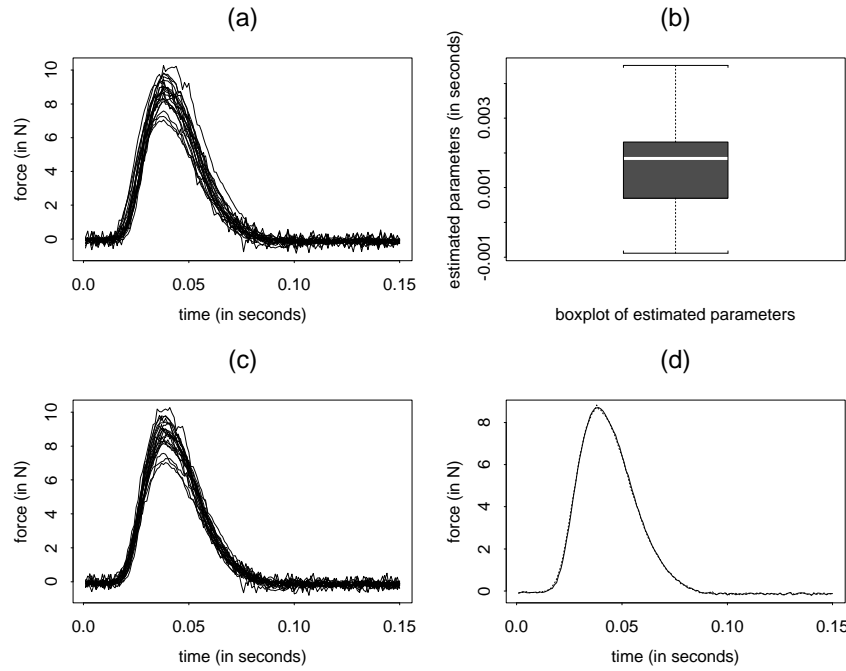 (a)
force (in N)
10
8
6
4
2
0
0.0 0.05 0.10 0.15
time (in seconds)
(b)
estimated parameters (in seconds)
0.003
0.001
-0.001
boxplot of estimated parameters
(c)
force (in N)
10
8
6
4
2
0
0.0 0.05 0.10 0.15
time (in seconds)
(d)
force (in N)
8
6
4
2
0
0.0 0.05 0.10 0.15
time (in seconds)